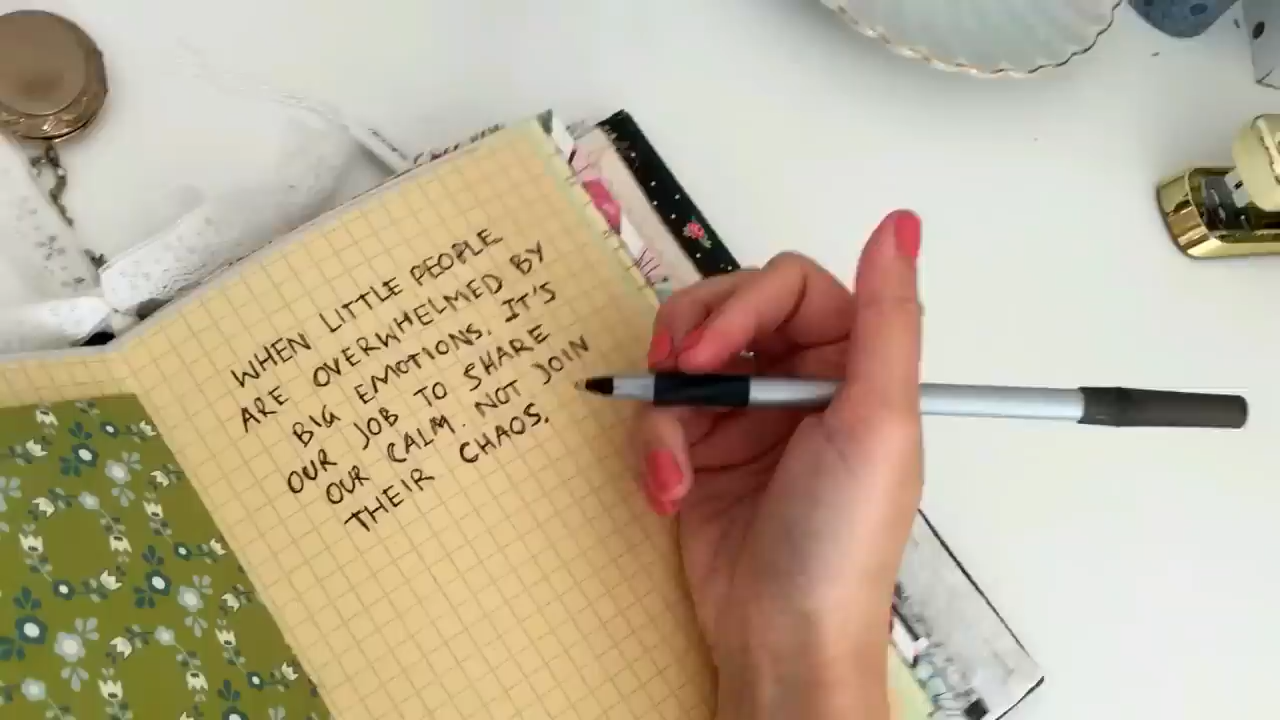 WHEN LITTLE PEOPLE
ARE OVERWHELMED BY
BIG EMOTIONS. IT'S
OUR JOB TO SHARE
OUR CALM. NOT JOIN
THEIR CHAOS.